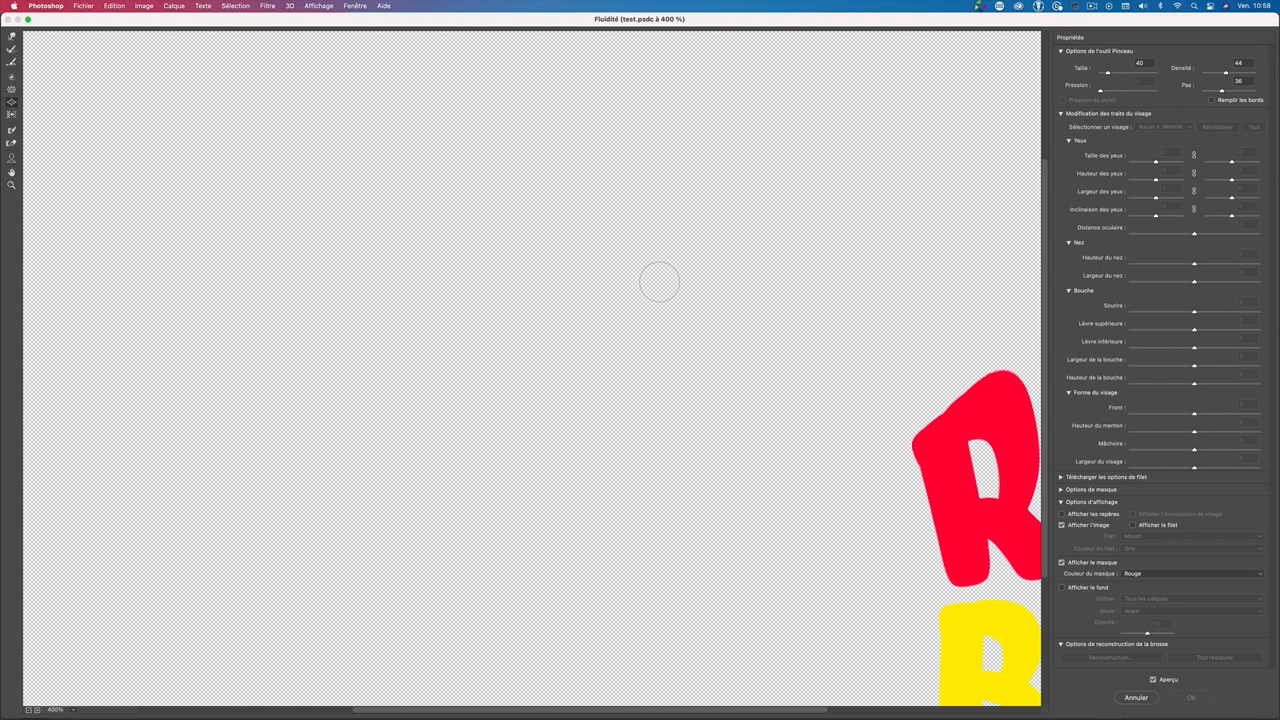 Photoshop Fichier Edition Image Calque Texte Sélection Filtre 3D Affichage Fenêtre Aide Ven. 10:58
Fluidité (test.psdc à 400 %)
Propriétés
Options de l'outil Pinceau
Taille : 40 Densité : 44
Pression : Pas : 36
Pression du stylet Remplir les bords
Modification des traits du visage
Sélectionner un visage : Aucun v. détecté Réinitialiser Tout
Yeux
Taille des yeux :
Hauteur des yeux :
Largeur des yeux :
Inclinaison des yeux :
Distance oculaire :
Nez
Hauteur du nez :
Largeur du nez :
Bouche
Sourire :
Lèvre supérieure :
Lèvre inférieure :
Largeur de la bouche :
Hauteur de la bouche :
Forme du visage
Front :
Hauteur du menton :
Mâchoire :
Largeur du visage :
Télécharger les options de filet
Options de masque
Options d'affichage
Afficher les repères Afficher l'incrustation de visage
Afficher l'image Afficher le filet
Filet : Moyen
Couleur du filet : Gris
Afficher le masque
Couleur du masque : Rouge
Afficher le fond
Utiliser : Tous les calques
Mode : Avant
Opacité : 50
Options de reconstruction de la brosse
Reconstruction... Tout restaurer
Aperçu
Annuler OK
R
R
400%